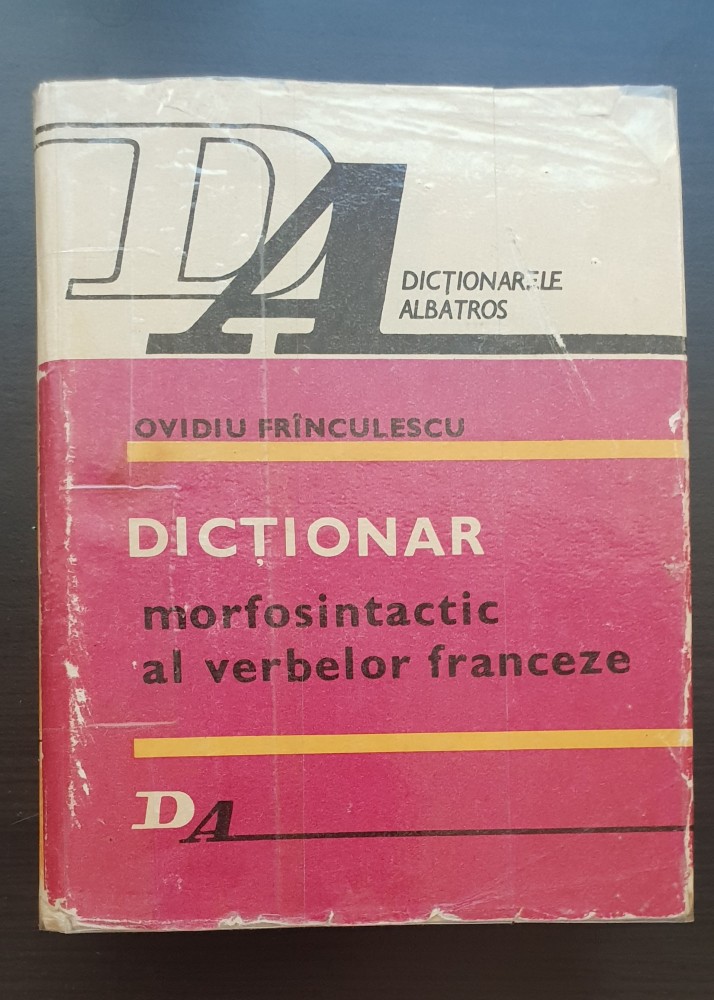 DA
DICȚIONARELE
ALBATROS
OVIDIU FRÎNCULESCU
DICȚIONAR
morfosintactic
al verbelor franceze
DA